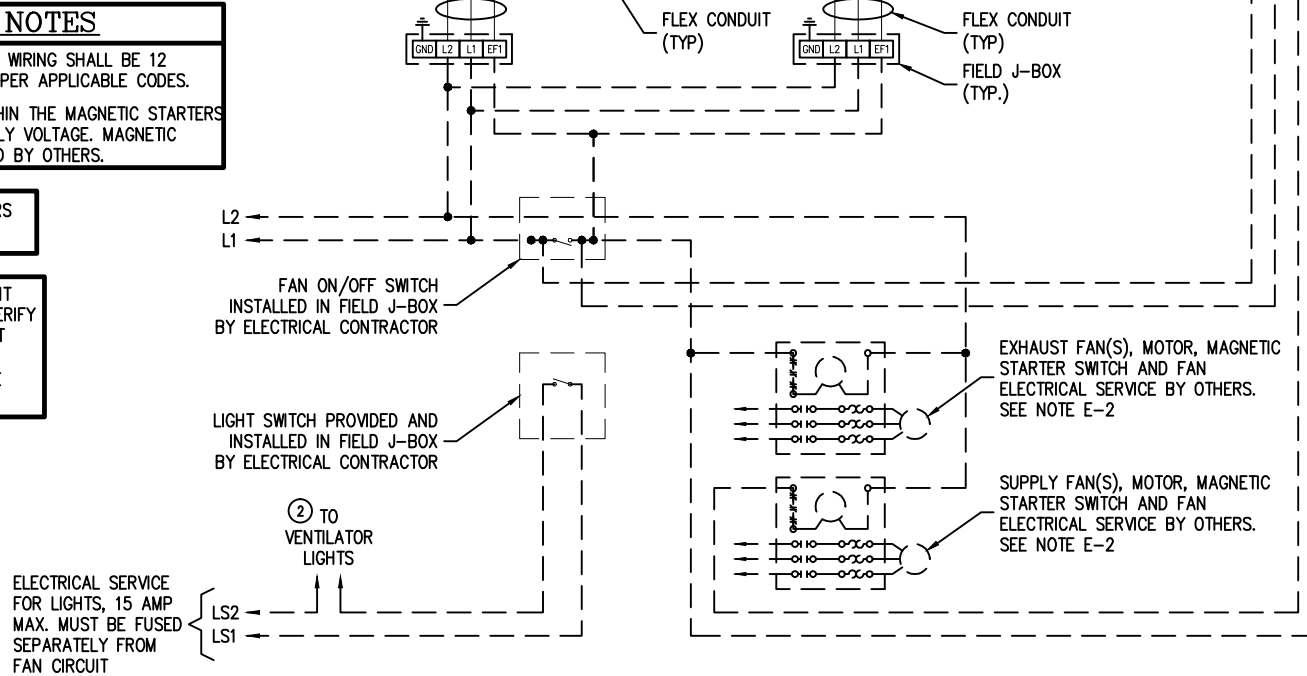 NOTES
WIRING SHALL BE 12
PER APPLICABLE CODES.
THIN THE MAGNETIC STARTERS
LY VOLTAGE. MAGNETIC
BY OTHERS.
RS
IT
ERIFY
T
FLEX CONDUIT
(TYP)
FLEX CONDUIT
(TYP)
FIELD J-BOX
(TYP.)
GND L2 L1 EF1
GND L2 L1 EF1
L2
L1
FAN ON/OFF SWITCH
INSTALLED IN FIELD J-BOX
BY ELECTRICAL CONTRACTOR
LIGHT SWITCH PROVIDED AND
INSTALLED IN FIELD J-BOX
BY ELECTRICAL CONTRACTOR
EXHAUST FAN(S), MOTOR, MAGNETIC
STARTER SWITCH AND FAN
ELECTRICAL SERVICE BY OTHERS.
SEE NOTE E-2
SUPPLY FAN(S), MOTOR, MAGNETIC
STARTER SWITCH AND FAN
ELECTRICAL SERVICE BY OTHERS.
SEE NOTE E-2
2 TO
VENTILATOR
LIGHTS
ELECTRICAL SERVICE
FOR LIGHTS, 15 AMP
MAX. MUST BE FUSED
SEPARATELY FROM
FAN CIRCUIT
LS2
LS1